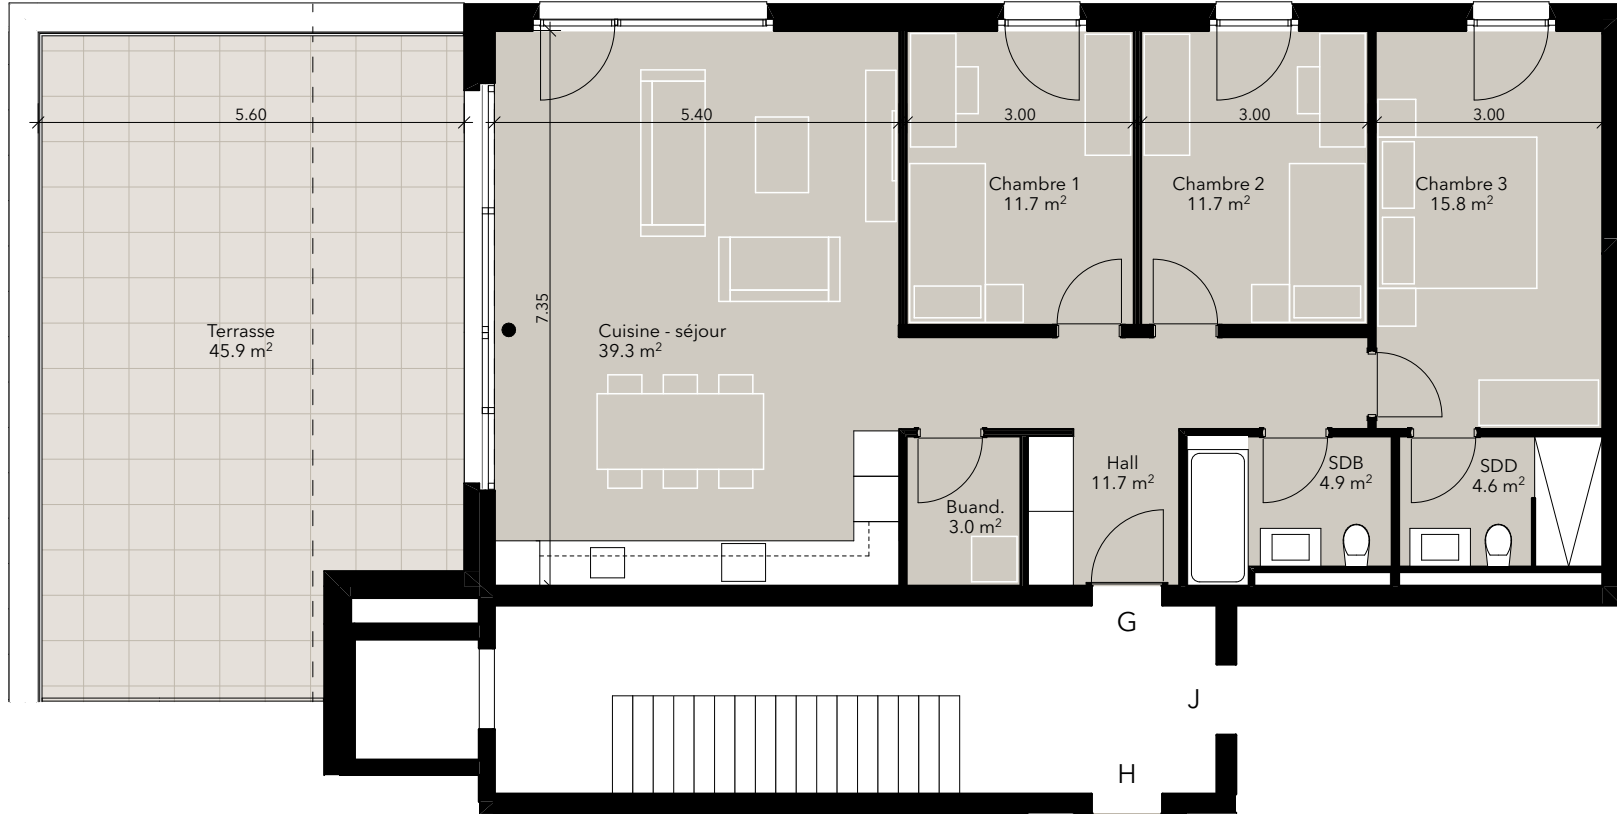 5.60
5.40
3.00
3.00
3.00
Chambre 1
11.7 m²
Chambre 2
11.7 m²
Chambre 3
15.8 m²
7.35
Terrasse
45.9 m²
Cuisine - séjour
39.3 m²
Hall
11.7 m²
SDB
4.9 m²
SDD
4.6 m²
Buand.
3.0 m²
G
J
H